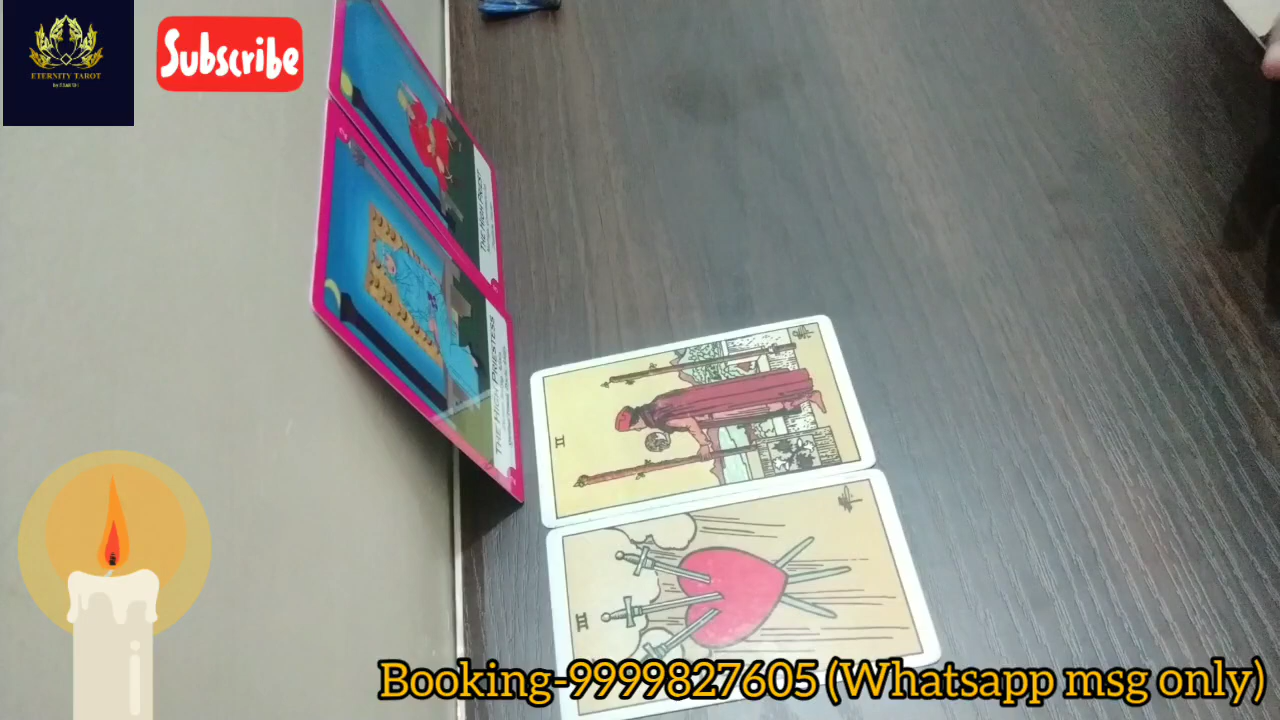 ETERNITY TAROT
Subscribe
THE HIGH PRIEST
THE HIGH PRIESTESS
II
III
Booking-9999827605 (Whatsapp msg only)